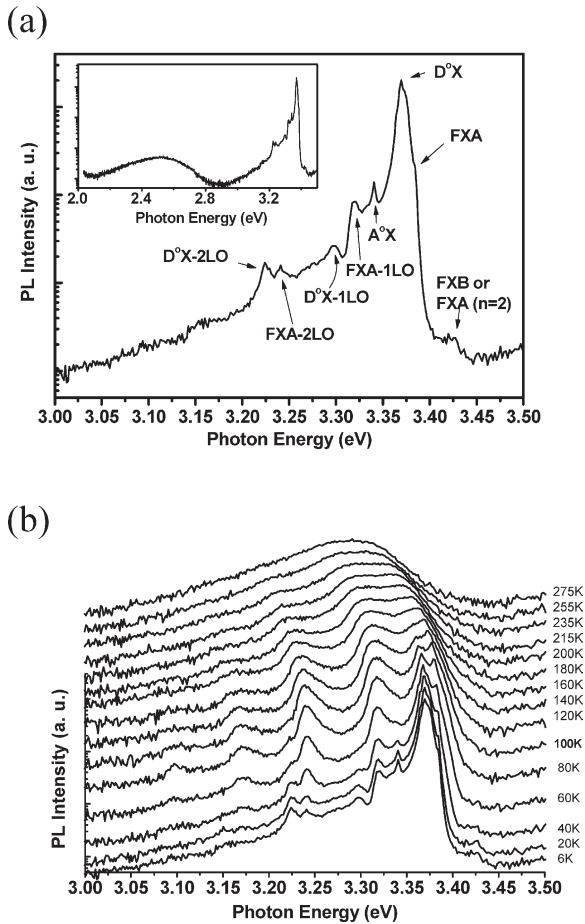 (a)
D°X
FXA
A°X
FXA-1LO
D°X-1LO
D°X-2LO
FXA-2LO
FXB or
FXA (n=2)
2.0 2.4 2.8 3.2
Photon Energy (eV)
PL Intensity (a. u.)
3.00 3.05 3.10 3.15 3.20 3.25 3.30 3.35 3.40 3.45 3.50
Photon Energy (eV)
(b)
275K
255K
235K
215K
200K
180K
160K
140K
120K
100K
80K
60K
40K
20K
6K
PL Intensity (a. u.)
3.00 3.05 3.10 3.15 3.20 3.25 3.30 3.35 3.40 3.45 3.50
Photon Energy (eV)